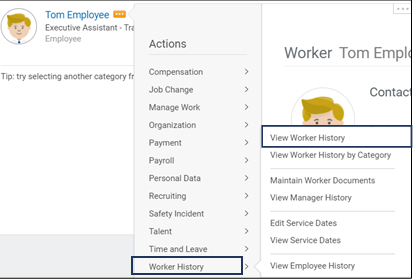 Tom Employee
Executive Assistant - Tra
Employee
Tip: try selecting another category fr
Actions
Compensation
Job Change
Manage Work
Organization
Payment
Payroll
Personal Data
Recruiting
Safety Incident
Talent
Time and Leave
Worker History
Worker Tom Emplo
Contact
View Worker History
View Worker History by Category
Maintain Worker Documents
View Manager History
Edit Service Dates
View Service Dates
View Employee History